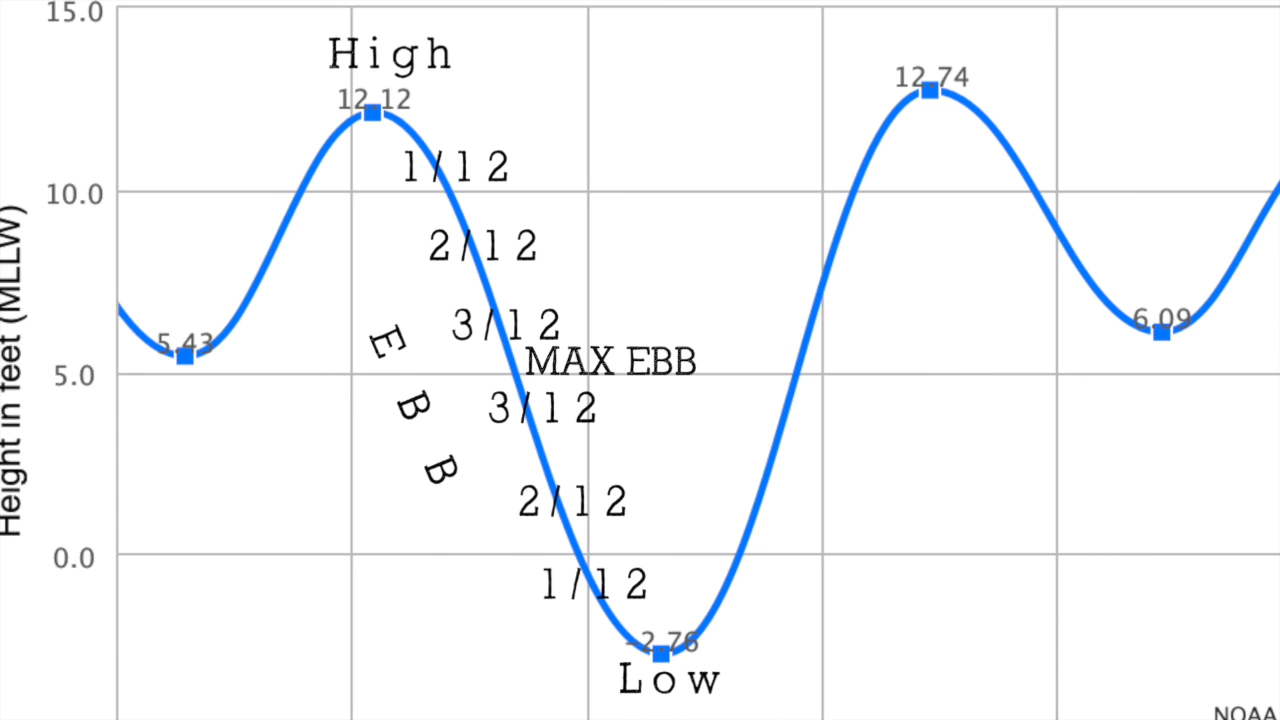 15.0
High
12.12
12.74
1/12
10.0
2/12
3/12
5.43
6.09
MAX EBB
5.0
3/12
EBB
2/12
0.0
1/12
-2.76
Low
Height in feet (MLLW)
NOAA